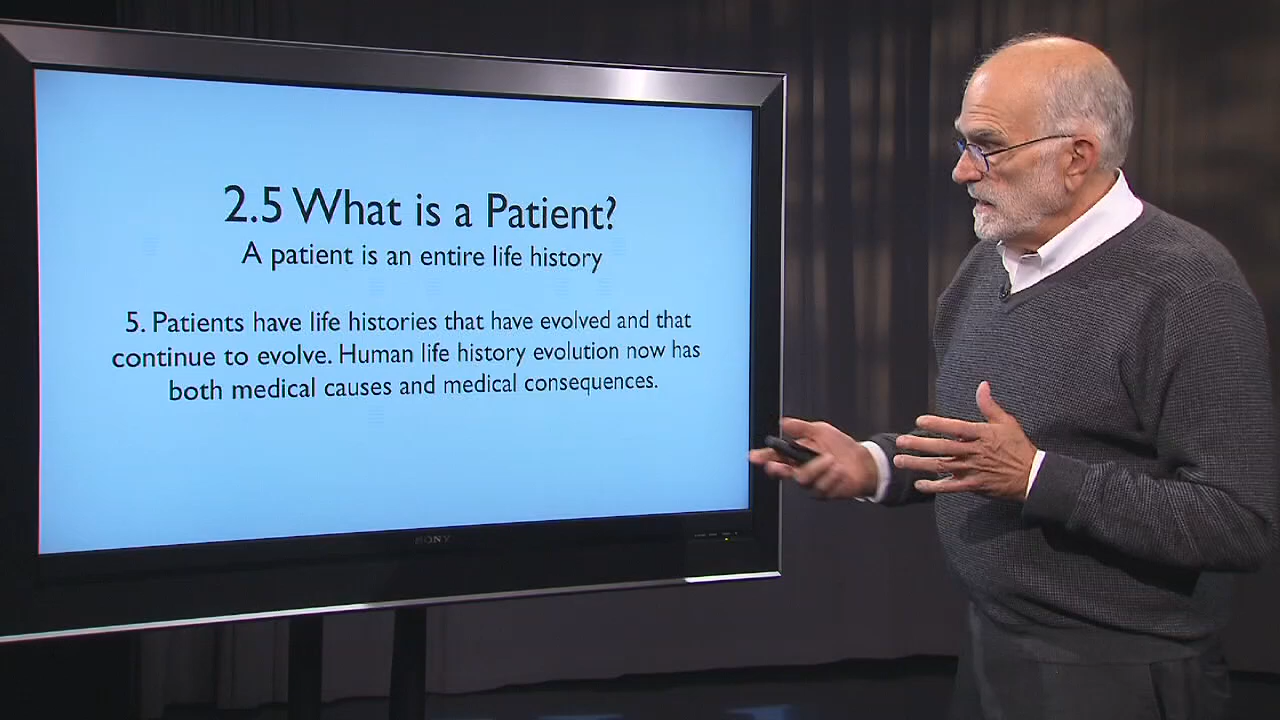 2.5 What is a Patient?
A patient is an entire life history
5. Patients have life histories that have evolved and that
continue to evolve. Human life history evolution now has
both medical causes and medical consequences.
SONY